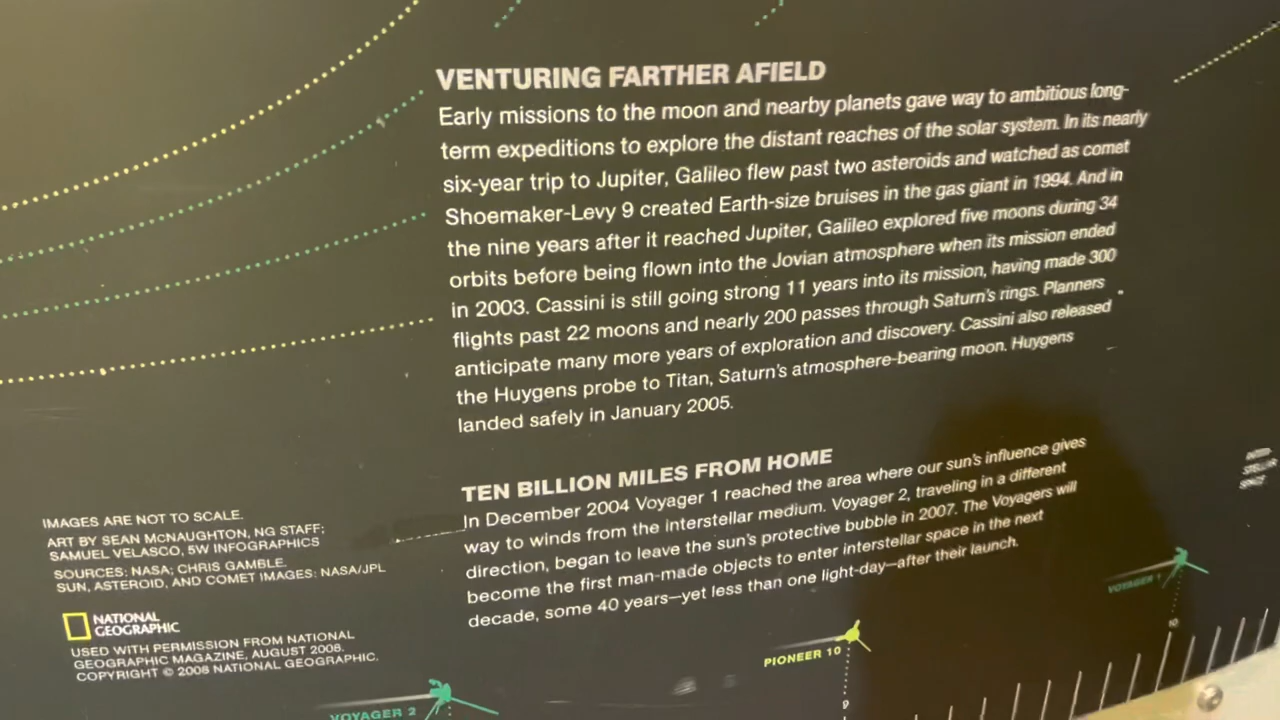 VENTURING FARTHER AFIELD
Early missions to the moon and nearby planets gave way to ambitious long-
term expeditions to explore the distant reaches of the solar system. In its nearly
six-year trip to Jupiter, Galileo flew past two asteroids and watched as comet
Shoemaker-Levy 9 created Earth-size bruises in the gas giant in 1994. And in
the nine years after it reached Jupiter, Galileo explored five moons during 34
orbits before being flown into the Jovian atmosphere when its mission ended
in 2003. Cassini is still going strong 11 years into its mission, having made 300
flights past 22 moons and nearly 200 passes through Saturn's rings. Planners
anticipate many more years of exploration and discovery. Cassini also released
the Huygens probe to Titan, Saturn's atmosphere-bearing moon. Huygens
landed safely in January 2005.
TEN BILLION MILES FROM HOME
In December 2004 Voyager 1 reached the area where our sun's influence gives
way to winds from the interstellar medium. Voyager 2, traveling in a different
direction, began to leave the sun's protective bubble in 2007. The Voyagers will
become the first man-made objects to enter interstellar space in the next
decade, some 40 years—yet less than one light-day—after their launch.
IMAGES ARE NOT TO SCALE.
ART BY SEAN MCNAUGHTON, NG STAFF;
SAMUEL VELASCO, 5W INFOGRAPHICS
SOURCES: NASA; CHRIS GAMBLE.
SUN, ASTEROID, AND COMET IMAGES: NASA/JPL
NATIONAL
GEOGRAPHIC
USED WITH PERMISSION FROM NATIONAL
GEOGRAPHIC MAGAZINE, AUGUST 2008.
COPYRIGHT © 2008 NATIONAL GEOGRAPHIC.
VOYAGER 2
PIONEER 10
9
VOYAGER 1
10